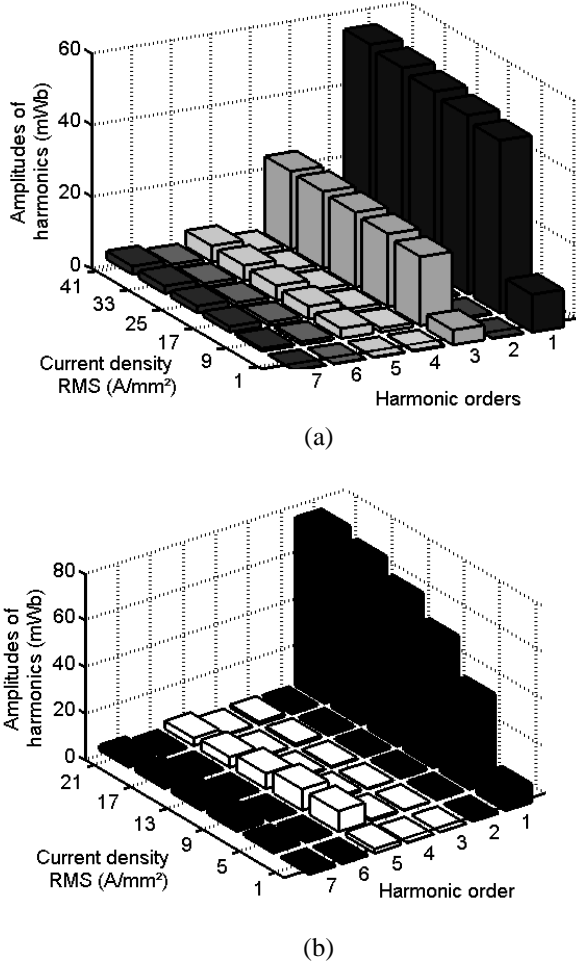 60
40
20
0
Amplitudes of
harmonics (mWb)
41
33
25
17
9
1
Current density
RMS (A/mm²)
7
6
5
4
3
2
1
Harmonic orders
(a)
80
60
40
20
0
Amplitudes of
harmonics (mWb)
21
17
13
9
5
1
Current density
RMS (A/mm²)
7
6
5
4
3
2
1
Harmonic order
(b)